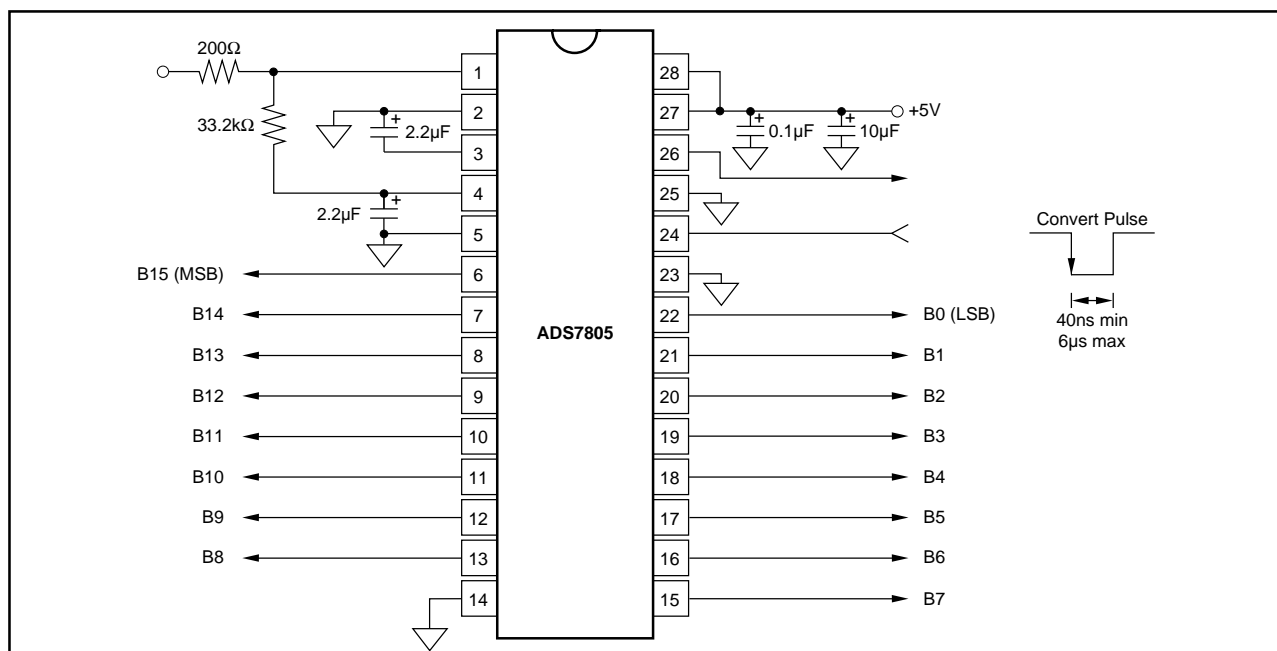 200Ω
33.2kΩ
+
2.2µF
+
2.2µF
B15 (MSB)
B14
B13
B12
B11
B10
B9
B8
1
2
3
4
5
6
7
8
9
10
11
12
13
14
ADS7805
28
27
26
25
24
23
22
21
20
19
18
17
16
15
+
0.1µF
+
10µF
+5V
B0 (LSB)
B1
B2
B3
B4
B5
B6
B7
Convert Pulse
40ns min
6µs max